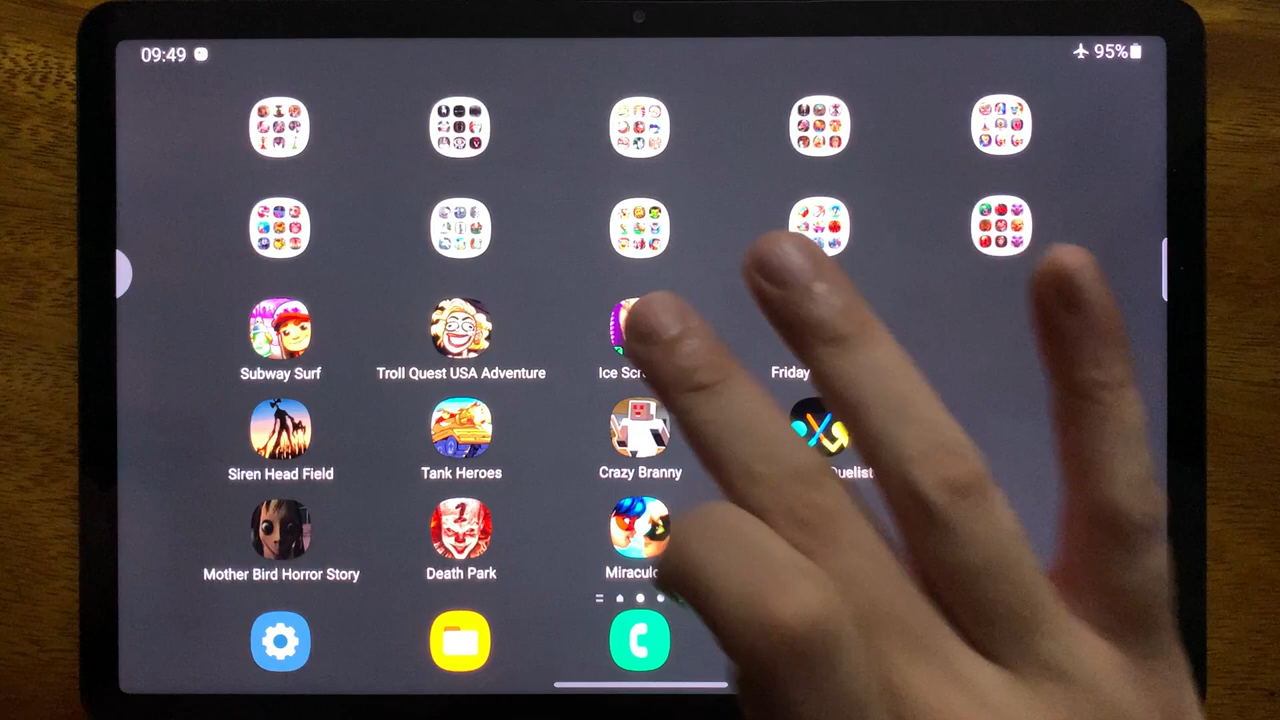 09:49
95%
Subway Surf
Troll Quest USA Adventure
Ice
Friday
Siren Head Field
Tank Heroes
Crazy Branny
Mother Bird Horror Story
Death Park